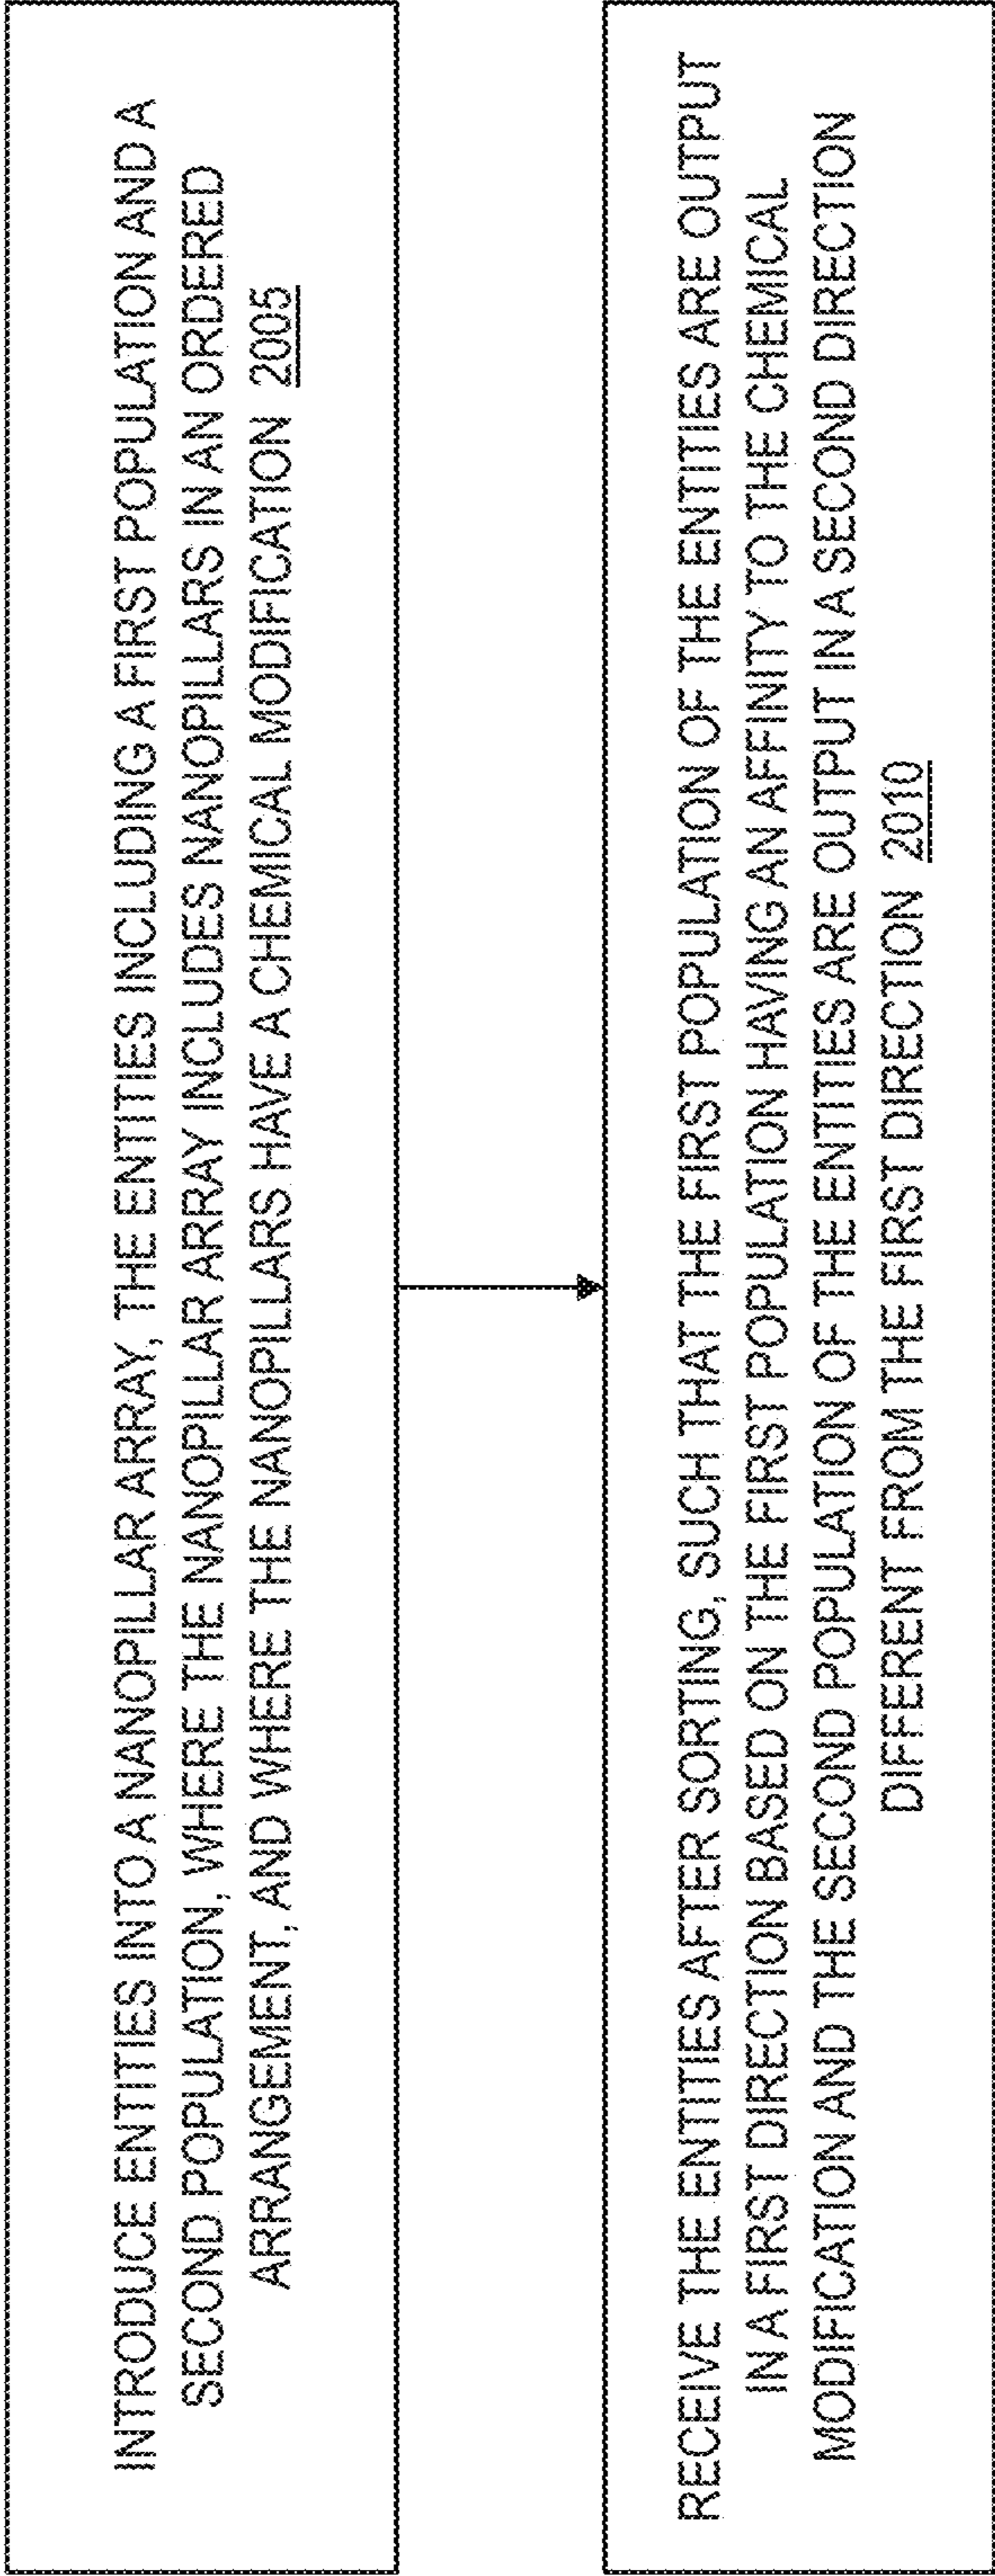 INTRODUCE ENTITIES INTO A NANOPILLAR ARRAY, THE ENTITIES INCLUDING A FIRST POPULATION AND A
SECOND POPULATION, WHERE THE NANOPILLAR ARRAY INCLUDES NANOPILLARS IN AN ORDERED
ARRANGEMENT, AND WHERE THE NANOPILLARS HAVE A CHEMICAL MODIFICATION 2005
RECEIVE THE ENTITIES AFTER SORTING, SUCH THAT THE FIRST POPULATION OF THE ENTITIES ARE OUTPUT
IN A FIRST DIRECTION BASED ON THE FIRST POPULATION HAVING AN AFFINITY TO THE CHEMICAL
MODIFICATION AND THE SECOND POPULATION OF THE ENTITIES ARE OUTPUT IN A SECOND DIRECTION
DIFFERENT FROM THE FIRST DIRECTION 2010